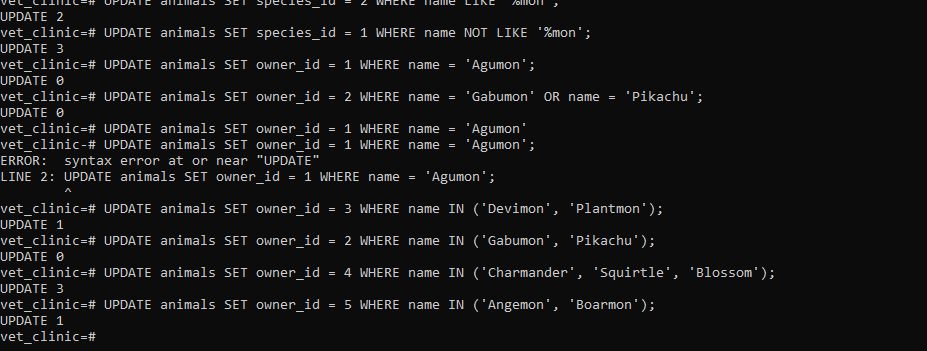 vet_clinic=# UPDATE animals SET species_id = 2 WHERE name LIKE '%mon';
UPDATE 2
vet_clinic=# UPDATE animals SET species_id = 1 WHERE name NOT LIKE '%mon';
UPDATE 3
vet_clinic=# UPDATE animals SET owner_id = 1 WHERE name = 'Agumon';
UPDATE 0
vet_clinic=# UPDATE animals SET owner_id = 2 WHERE name = 'Gabumon' OR name = 'Pikachu';
UPDATE 0
vet_clinic=# UPDATE animals SET owner_id = 1 WHERE name = 'Agumon'
vet_clinic-# UPDATE animals SET owner_id = 1 WHERE name = 'Agumon';
ERROR:  syntax error at or near "UPDATE"
LINE 2: UPDATE animals SET owner_id = 1 WHERE name = 'Agumon';
        ^
vet_clinic=# UPDATE animals SET owner_id = 3 WHERE name IN ('Devimon', 'Plantmon');
UPDATE 1
vet_clinic=# UPDATE animals SET owner_id = 2 WHERE name IN ('Gabumon', 'Pikachu');
UPDATE 0
vet_clinic=# UPDATE animals SET owner_id = 4 WHERE name IN ('Charmander', 'Squirtle', 'Blossom');
UPDATE 3
vet_clinic=# UPDATE animals SET owner_id = 5 WHERE name IN ('Angemon', 'Boarmon');
UPDATE 1
vet_clinic=#